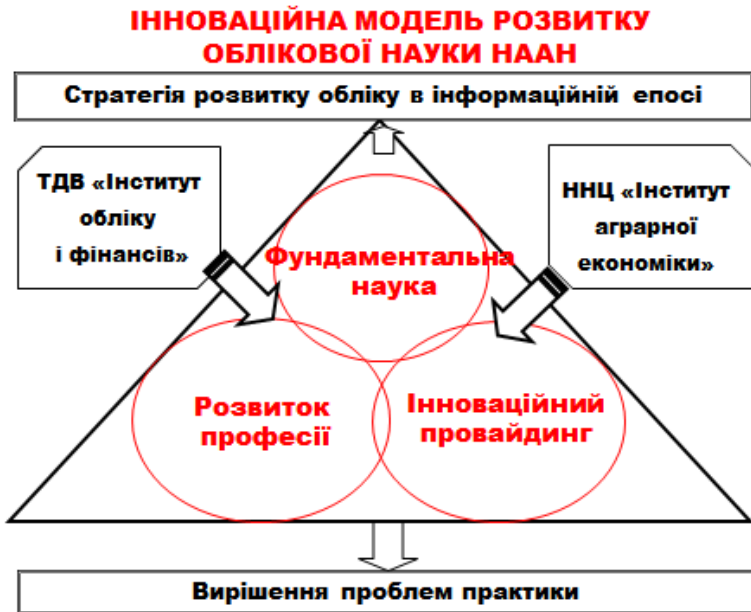 ІННОВАЦІЙНА МОДЕЛЬ РОЗВИТКУ
ОБЛІКОВОЇ НАУКИ НААН
Стратегія розвитку обліку в інформаційній епосі
ТДВ «Інститут
обліку
і фінансів»
ННЦ «Інститут
аграрної
економіки»
Фундаментальна
наука
Розвиток
професії
Інноваційний
провайдинг
Вирішення проблем практики